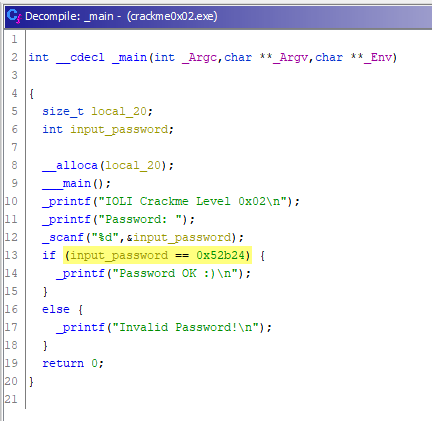 Decompile: _main - (crackme0x02.exe)
1
2 int __cdecl _main(int _Argc,char **_Argv,char **_Env)
3
4 {
5   size_t local_20;
6   int input_password;
7
8   __alloca(local_20);
9   ___main();
10   _printf("IOLI Crackme Level 0x02\n");
11   _printf("Password: ");
12   _scanf("%d",&input_password);
13   if (input_password == 0x52b24) {
14     _printf("Password OK :)\n");
15   }
16   else {
17     _printf("Invalid Password!\n");
18   }
19   return 0;
20 }
21